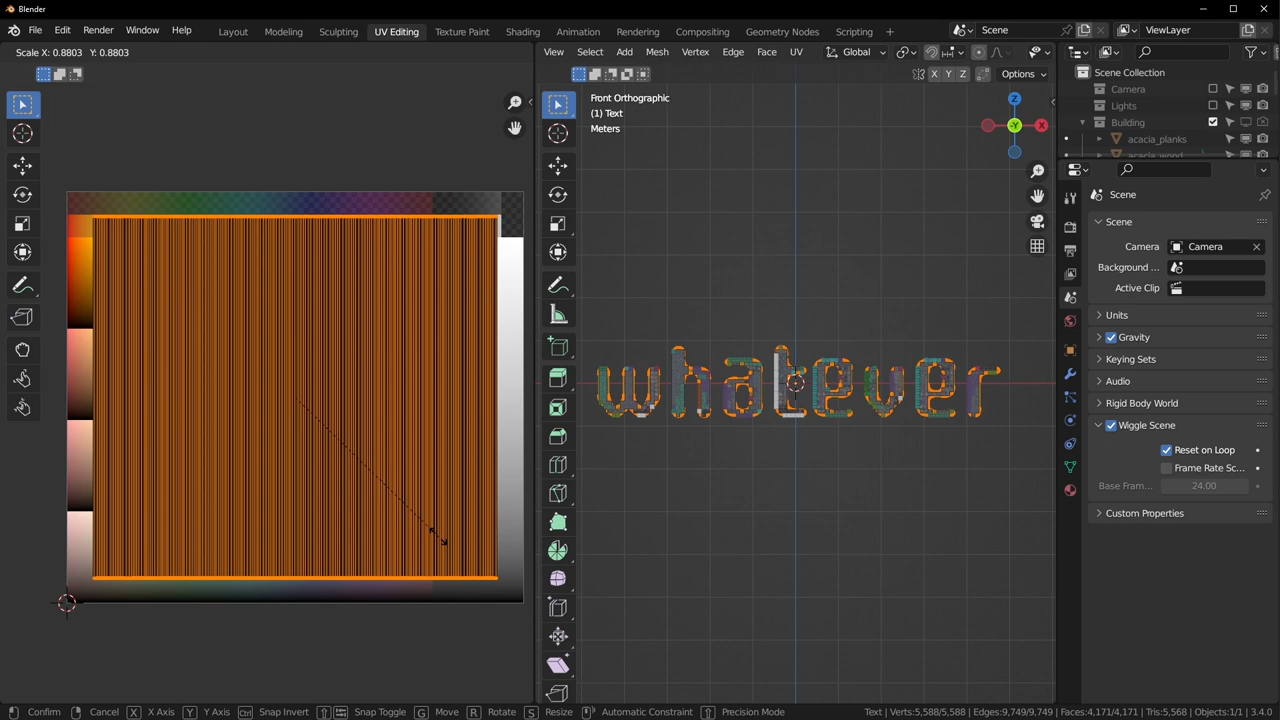 Blender
File Edit Render Window Help Layout Modeling Sculpting UV Editing Texture Paint Shading Animation Rendering Compositing Geometry Nodes Scripting Scene ViewLayer
Scale X: 0.8803 Y: 0.8803
View Select Add Mesh Vertex Edge Face UV Global
X Y Z Options
Front Orthographic
(1) Text
Meters
Z
-Y X
Scene Collection
Camera
Lights
Building
acacia_planks
acacia_wood
Scene
Scene
Camera Camera
Background ...
Active Clip
Units
Gravity
Keying Sets
Audio
Rigid Body World
Wiggle Scene
Reset on Loop
Frame Rate Sc...
Base Fram... 24.00
Custom Properties
whatever
Confirm Cancel X X Axis Y Y Axis Ctrl Snap Invert Snap Toggle G Move R Rotate S Resize Automatic Constraint Precision Mode Text | Verts:5,588/5,588 | Edges:9,749/9,749 | Faces:4,171/4,171 | Tris:5,568 | Objects:1/1 | 3.4.0